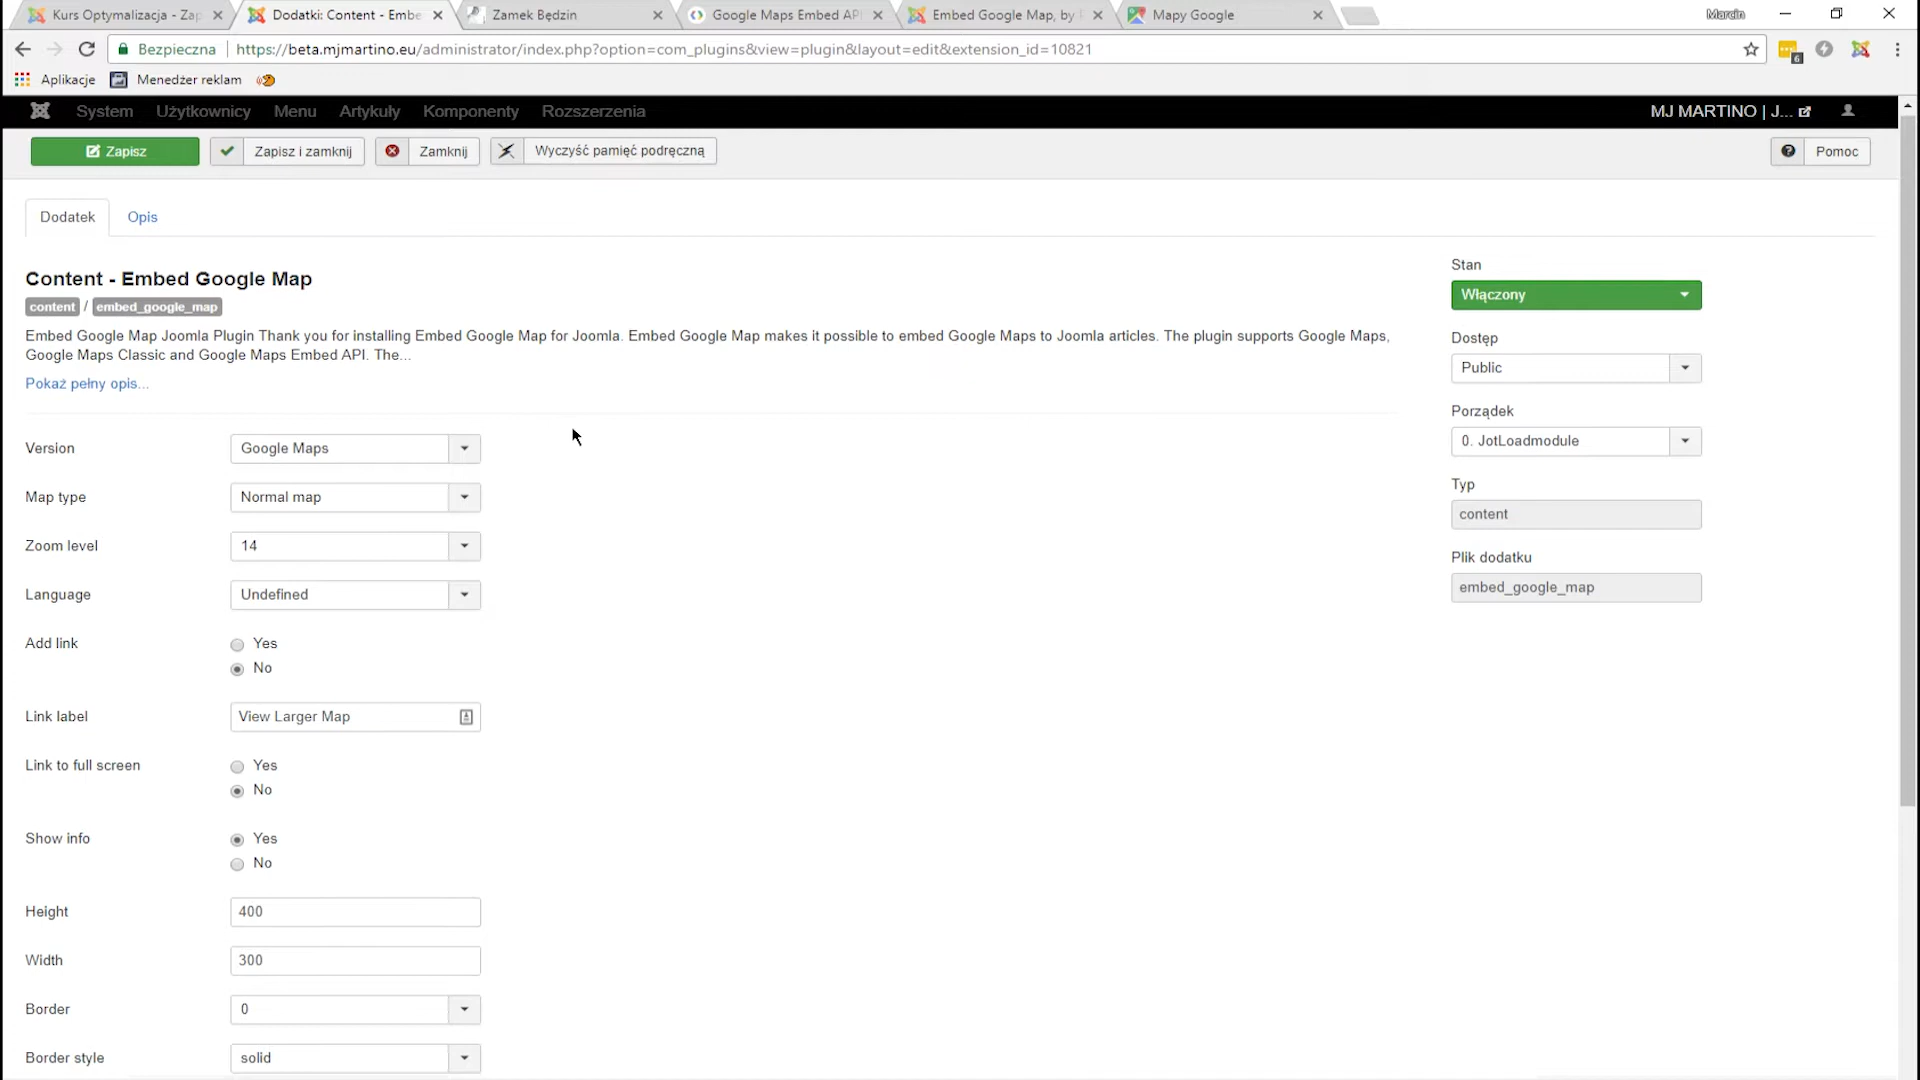 Kurs Optymalizacja - Zap
Dodatki: Content - Embe
Zamek Będzin
Google Maps Embed API
Embed Google Map, by
Mapy Google
Marcin
Bezpieczna
https://beta.mjmartino.eu/administrator/index.php?option=com_plugins&view=plugin&layout=edit&extension_id=10821
6
Aplikacje
Menedżer reklam
System
Użytkownicy
Menu
Artykuły
Komponenty
Rozszerzenia
MJ MARTINO | J...
Zapisz
Zapisz i zamknij
Zamknij
Wyczyść pamięć podręczną
Pomoc
Dodatek
Opis
Content - Embed Google Map
content / embed_google_map
Embed Google Map Joomla Plugin Thank you for installing Embed Google Map for Joomla. Embed Google Map makes it possible to embed Google Maps to Joomla articles. The plugin supports Google Maps,
Google Maps Classic and Google Maps Embed API. The...
Pokaż pełny opis...
Version
Google Maps
Map type
Normal map
Zoom level
14
Language
Undefined
Add link
Yes
No
Link label
View Larger Map
Link to full screen
Yes
No
Show info
Yes
No
Height
400
Width
300
Border
0
Border style
solid
Stan
Włączony
Dostęp
Public
Porządek
0. JotLoadmodule
Typ
content
Plik dodatku
embed_google_map